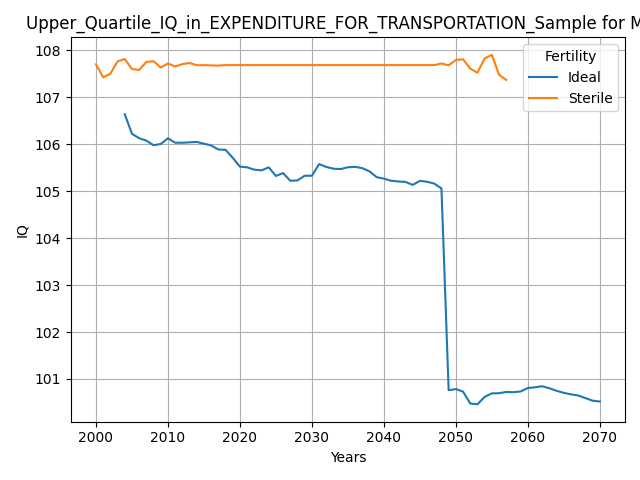 Upper_Quartile_IQ_in_EXPENDITURE_FOR_TRANSPORTATION_Sample for M
Fertility
Ideal
Sterile
108
107
106
105
104
103
102
101
IQ
2000 2010 2020 2030 2040 2050 2060 2070
Years